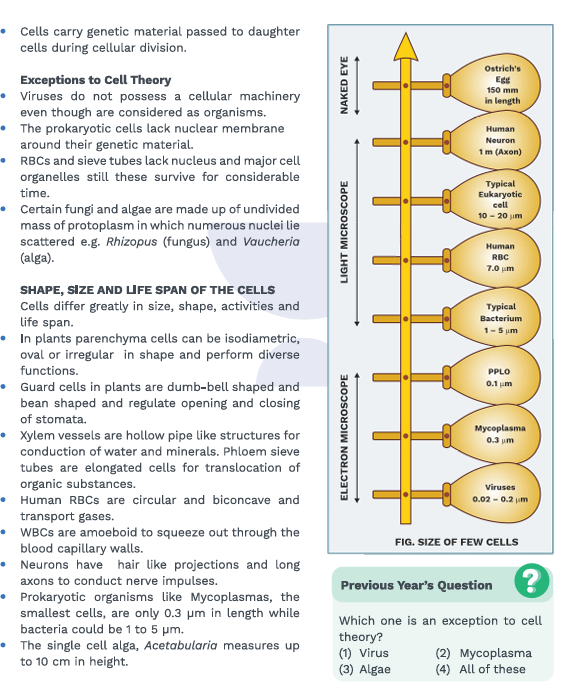 • Cells carry genetic material passed to daughter
cells during cellular division.
Exceptions to Cell Theory
• Viruses do not possess a cellular machinery
even though are considered as organisms.
• The prokaryotic cells lack nuclear membrane
around their genetic material.
• RBCs and sieve tubes lack nucleus and major cell
organelles still these survive for considerable
time.
• Certain fungi and algae are made up of undivided
mass of protoplasm in which numerous nuclei lie
scattered e.g. Rhizopus (fungus) and Vaucheria
(alga).
SHAPE, SIZE AND LIFE SPAN OF THE CELLS
Cells differ greatly in size, shape, activities and
life span.
• In plants parenchyma cells can be isodiametric,
oval or irregular in shape and perform diverse
functions.
• Guard cells in plants are dumb-bell shaped and
bean shaped and regulate opening and closing
of stomata.
• Xylem vessels are hollow pipe like structures for
conduction of water and minerals. Phloem sieve
tubes are elongated cells for translocation of
organic substances.
• Human RBCs are circular and biconcave and
transport gases.
• WBCs are amoeboid to squeeze out through the
blood capillary walls.
• Neurons have hair like projections and long
axons to conduct nerve impulses.
• Prokaryotic organisms like Mycoplasmas, the
smallest cells, are only 0.3 µm in length while
bacteria could be 1 to 5 µm.
• The single cell alga, Acetabularia measures up
to 10 cm in height.
NAKED EYE
LIGHT MICROSCOPE
ELECTRON MICROSCOPE
Ostrich's
Egg
150 mm
in length
Human
Neuron
1 m (Axon)
Typical
Eukaryotic
cell
10 – 20 µm
Human
RBC
7.0 µm
Typical
Bacterium
1 – 5 µm
PPLO
0.1 µm
Mycoplasma
0.3 µm
Viruses
0.02 – 0.2 µm
FIG. SIZE OF FEW CELLS
Previous Year's Question
?
Which one is an exception to cell
theory?
(1) Virus (2) Mycoplasma
(3) Algae (4) All of these